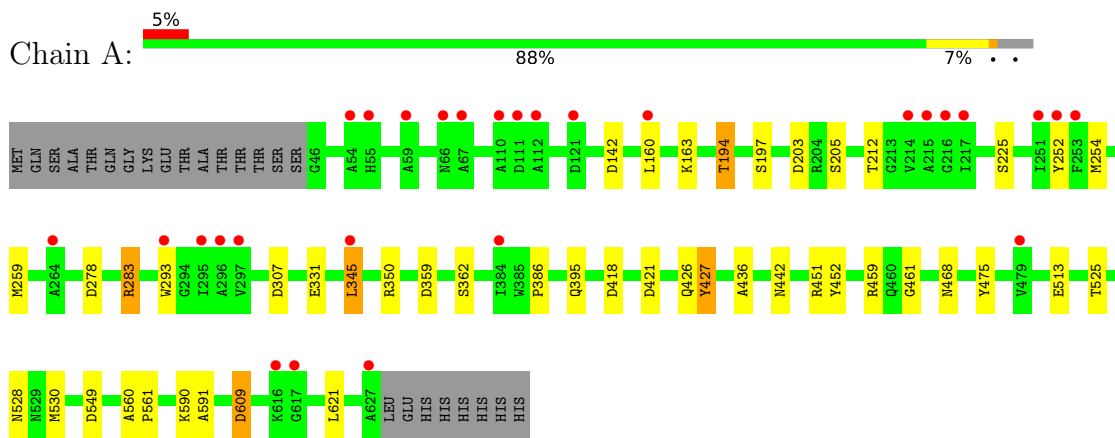 5%
Chain A:
88% 7% • •
MET GLN SER ALA THR GLN GLY LYS GLU THR ALA THR THR THR SER SER G46 A54 H55 A59 N66 A67 A110 D111 A112 D121 D142 L160 K163 T194 S197 D203 R204 S205 T212 G213 V214 A215 G216 I217 S225 I251 Y252 F253 M254
M259 A264 D278 R283 W293 G294 I295 A296 V297 D307 E331 L345 R350 D359 S362 I384 W385 P386 Q395 D418 D421 Q426 Y427 A436 N442 R451 Y452 R459 Q460 G461 N468 Y475 V479 E513 T525
N528 N529 M530 D549 A560 P561 K590 A591 D609 K616 G617 L621 A627 LEU GLU HIS HIS HIS HIS HIS HIS